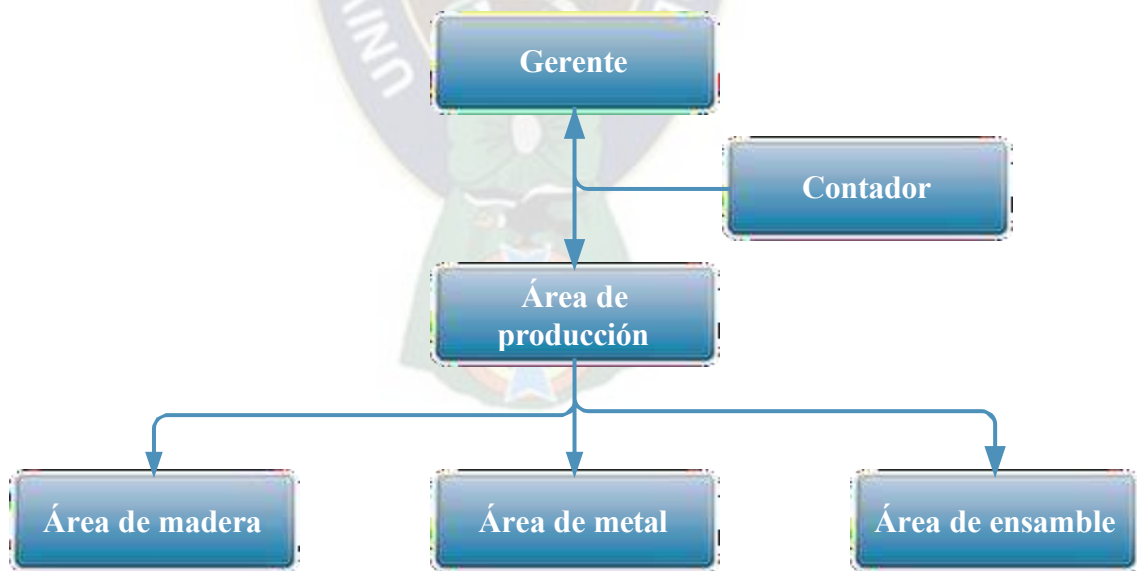 Gerente
Contador
Área de
producción
Área de madera
Área de metal
Área de ensamble